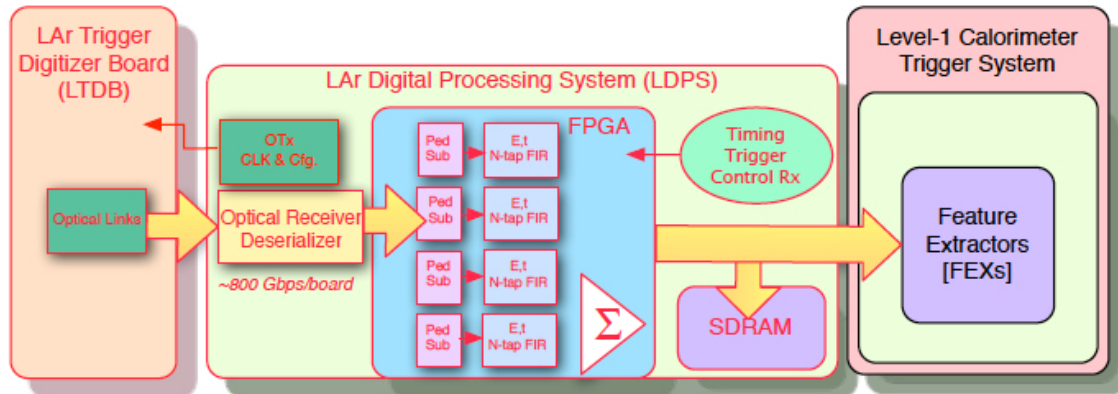 LAr Trigger
Digitizer Board
(LTDB)
Optical Links
LAr Digital Processing System (LDPS)
OTx
CLK & Cfg.
Optical Receiver
Deserializer
~800 Gbps/board
FPGA
Ped
Sub
E,t
N-tap FIR
Ped
Sub
E,t
N-tap FIR
Ped
Sub
E,t
N-tap FIR
Ped
Sub
E,t
N-tap FIR
Σ
Timing
Trigger
Control Rx
SDRAM
Level-1 Calorimeter
Trigger System
Feature
Extractors
[FEXs]